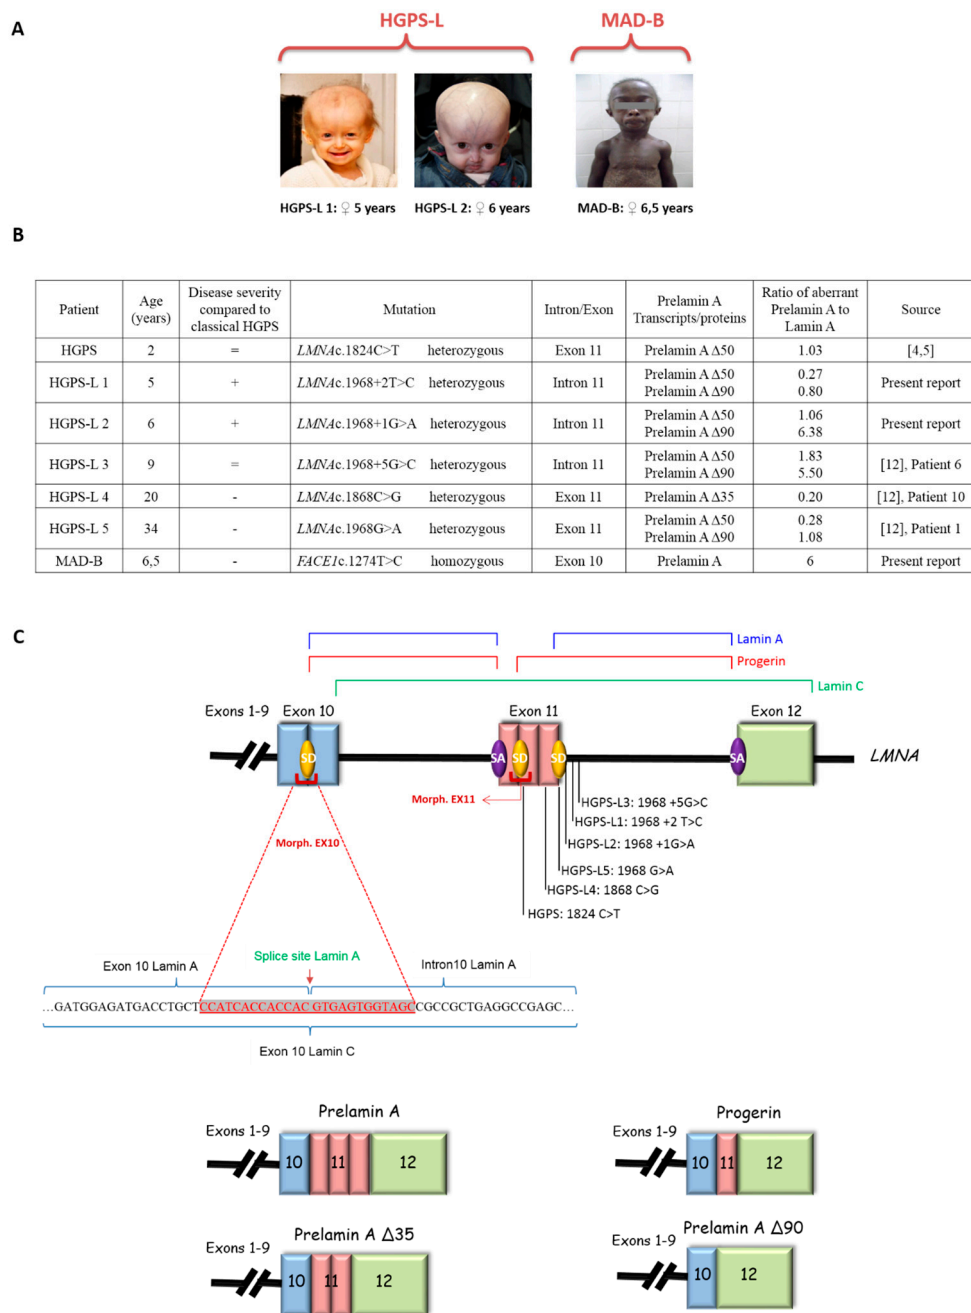 A
HGPS-L
MAD-B
HGPS-L 1: ♀ 5 years
HGPS-L 2: ♀ 6 years
MAD-B: ♀ 6,5 years
B
Patient
Age
(years)
Disease severity
compared to
classical HGPS
Mutation
Intron/Exon
Prelamin A
Transcripts/proteins
Ratio of aberrant
Prelamin A to
Lamin A
Source
HGPS 2 = LMNAc.1824C>T heterozygous Exon 11 Prelamin A Δ50 1.03 [4,5]
HGPS-L 1 5 + LMNAc.1968+2T>C heterozygous Intron 11 Prelamin A Δ50 0.27 Present report
Prelamin A Δ90 0.80
HGPS-L 2 6 + LMNAc.1968+1G>A heterozygous Intron 11 Prelamin A Δ50 1.06 Present report
Prelamin A Δ90 6.38
HGPS-L 3 9 = LMNAc.1968+5G>C heterozygous Intron 11 Prelamin A Δ50 1.83 [12], Patient 6
Prelamin A Δ90 5.50
HGPS-L 4 20 - LMNAc.1868C>G heterozygous Exon 11 Prelamin A Δ35 0.20 [12], Patient 10
HGPS-L 5 34 - LMNAc.1968G>A heterozygous Exon 11 Prelamin A Δ50 0.28 [12], Patient 1
Prelamin A Δ90 1.08
MAD-B 6,5 - FACE1c.1274T>C homozygous Exon 10 Prelamin A 6 Present report
C
Lamin A
Progerin
Lamin C
Exons 1-9 Exon 10 Exon 11 Exon 12
SD SA SD SD SA LMNA
Morph. EX11
HGPS-L3: 1968 +5G>C
HGPS-L1: 1968 +2 T>C
Morph. EX10
HGPS-L2: 1968 +1G>A
HGPS-L5: 1968 G>A
HGPS-L4: 1868 C>G
HGPS: 1824 C>T
Exon 10 Lamin A Splice site Lamin A Intron10 Lamin A
…GATGGAGATGACCTGCTCCATCACCACCAC GTGAGTGGTAGCCGCCGCTGAGGCCGAGC…
Exon 10 Lamin C
Prelamin A
Exons 1-9
10 11 12
Progerin
Exons 1-9
10 11 12
Prelamin A Δ35
Exons 1-9
10 11 12
Prelamin A Δ90
Exons 1-9
10 12